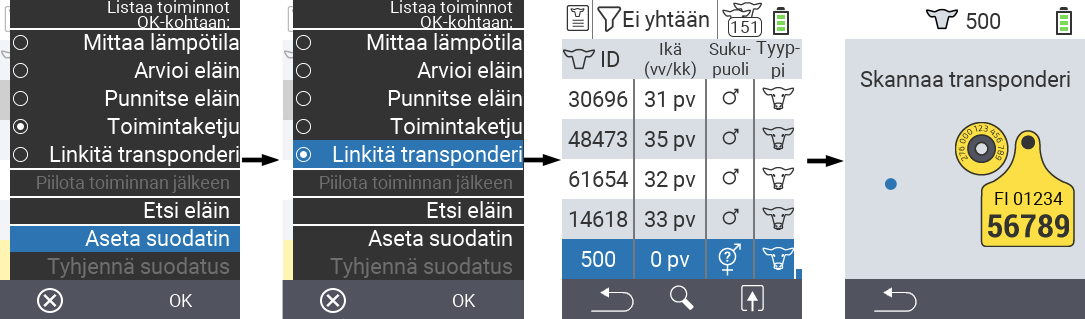 Listaa toiminnot
OK-kohtaan:
Mittaa lämpötila
Arvioi eläin
Punnitse eläin
Toimintaketju
Linkitä transponderi
Piilota toiminnan jälkeen
Etsi eläin
Aseta suodatin
Tyhjennä suodatus
OK
Listaa toiminnot
OK-kohtaan:
Mittaa lämpötila
Arvioi eläin
Punnitse eläin
Toimintaketju
Linkitä transponderi
Piilota toiminnan jälkeen
Etsi eläin
Aseta suodatin
Tyhjennä suodatus
OK
Ei yhtään 151
ID Ikä (vv/kk) Suku-puoli Tyyp-pi
30696 31 pv
48473 35 pv
61654 32 pv
14618 33 pv
500 0 pv
500
Skannaa transponderi
276 000 123 456 789
FI 01234
56789